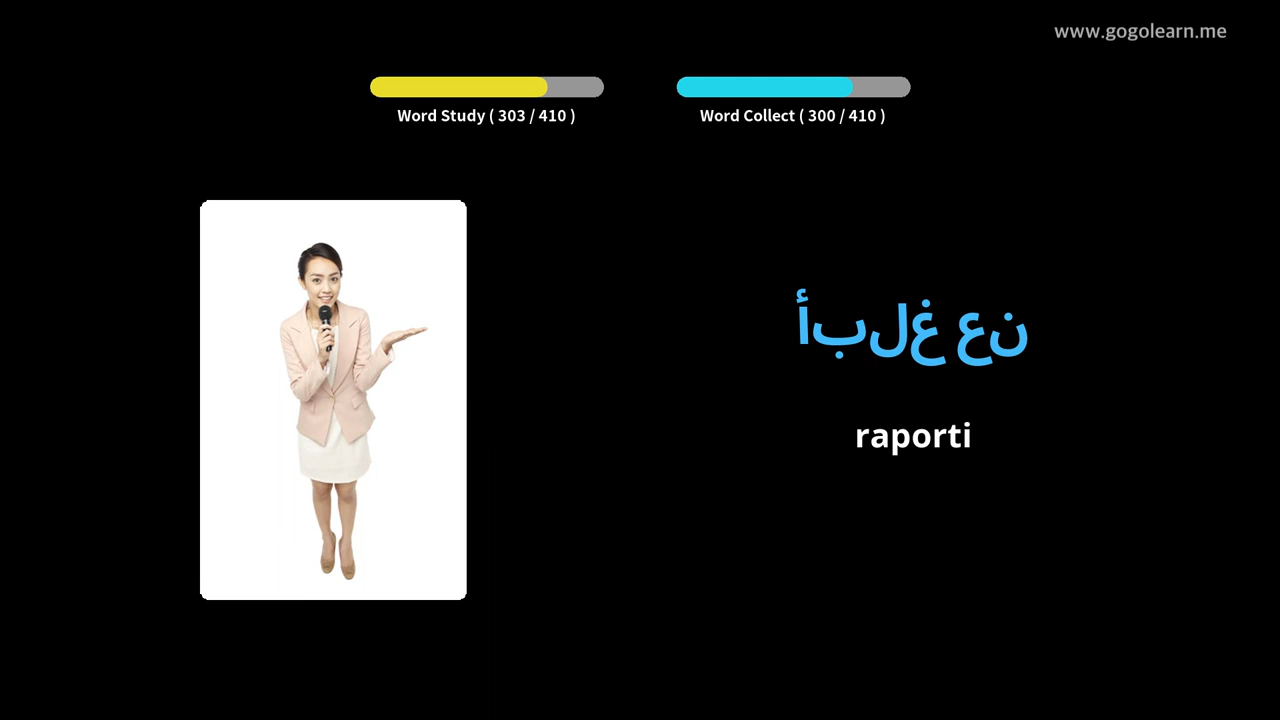 www.gogolearn.me
Word Study ( 303 / 410 )
Word Collect ( 300 / 410 )
أبلغ عن
raporti